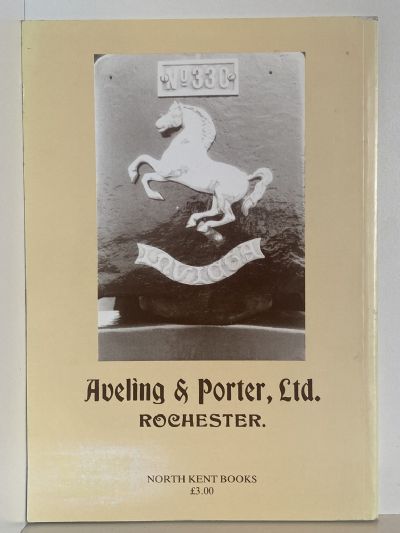 No 330
INVICTA
Aveling & Porter, Ltd.
ROCHESTER.
NORTH KENT BOOKS
£3.00